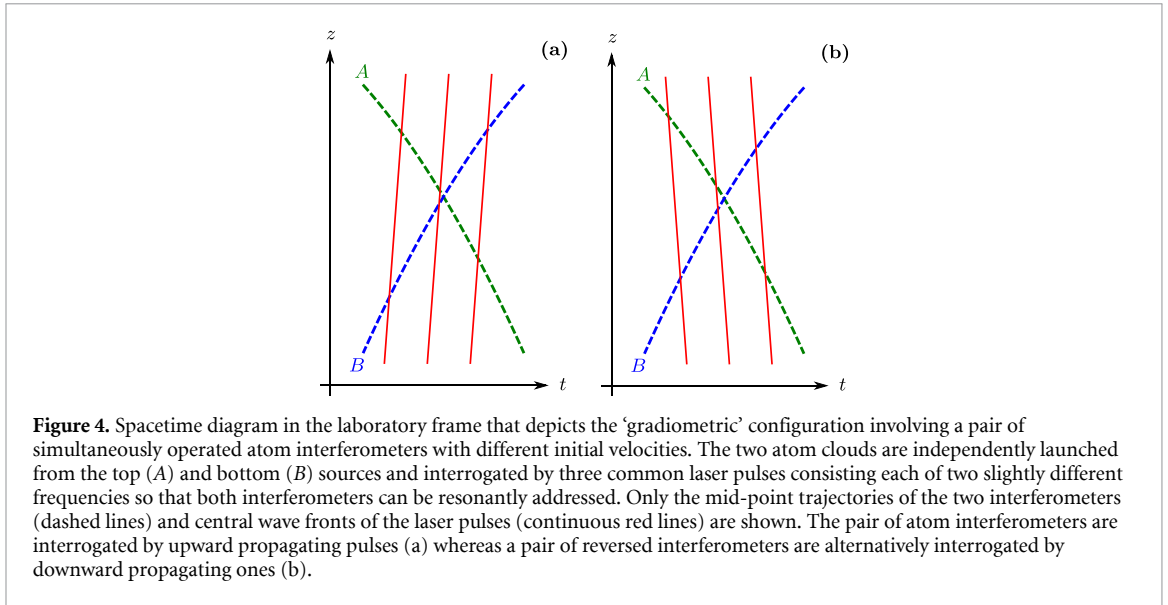 z
(a)
A
B
t
z
(b)
A
B
t
Figure 4. Spacetime diagram in the laboratory frame that depicts the ‘gradiometric’ configuration involving a pair of
simultaneously operated atom interferometers with different initial velocities. The two atom clouds are independently launched
from the top (A) and bottom (B) sources and interrogated by three common laser pulses consisting each of two slightly different
frequencies so that both interferometers can be resonantly addressed. Only the mid-point trajectories of the two interferometers
(dashed lines) and central wave fronts of the laser pulses (continuous red lines) are shown. The pair of atom interferometers are
interrogated by upward propagating pulses (a) whereas a pair of reversed interferometers are alternatively interrogated by
downward propagating ones (b).